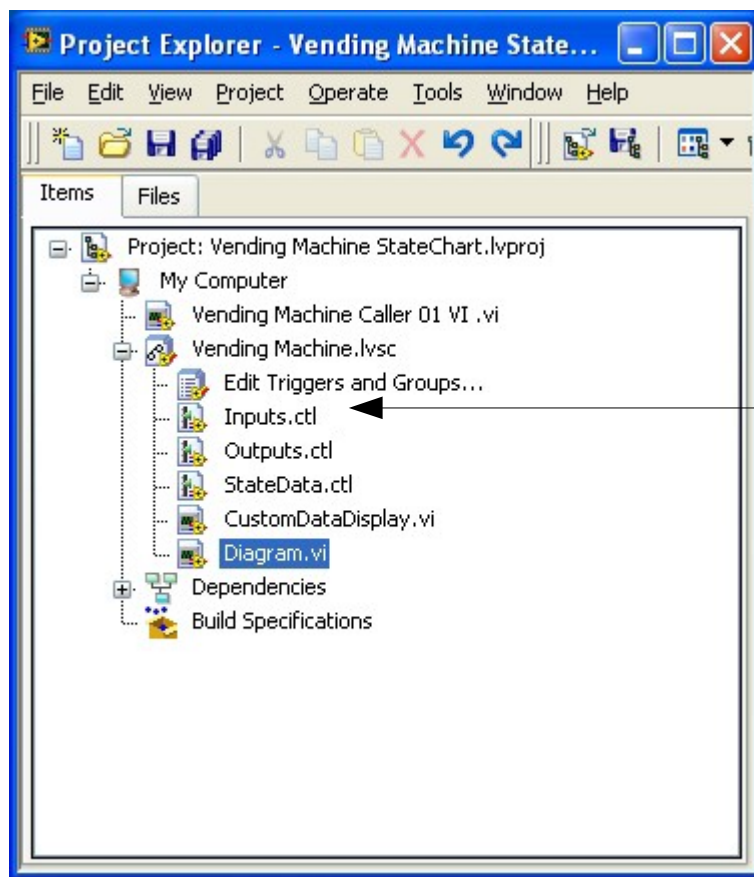 Project Explorer - Vending Machine State...
File Edit View Project Operate Tools Window Help
Items Files
Project: Vending Machine StateChart.lvproj
My Computer
Vending Machine Caller 01 VI .vi
Vending Machine.lvsc
Edit Triggers and Groups...
Inputs.ctl
Outputs.ctl
StateData.ctl
CustomDataDisplay.vi
Diagram.vi
Dependencies
Build Specifications